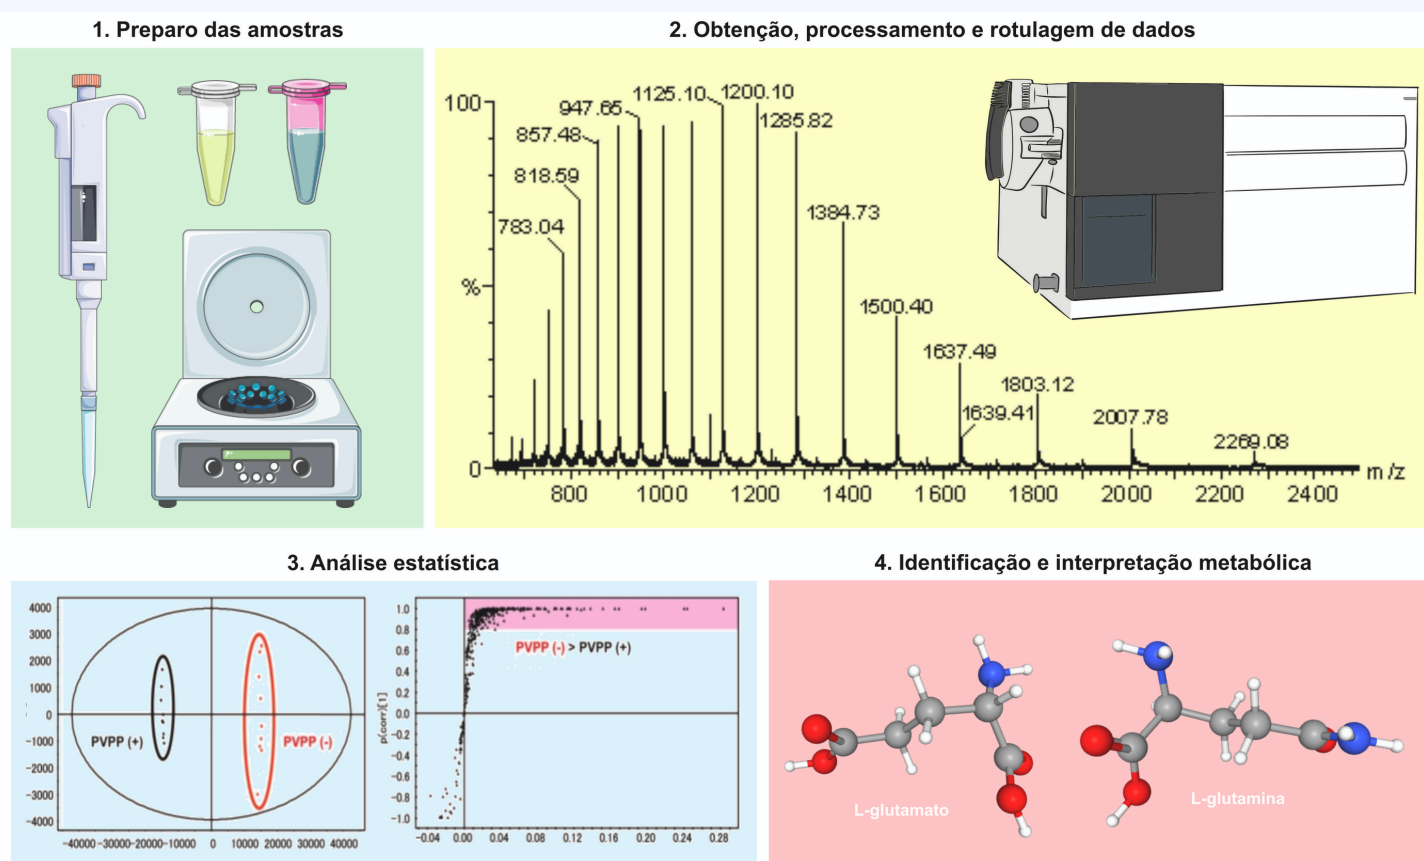 1. Preparo das amostras
2. Obtenção, processamento e rotulagem de dados
100
%
0
783.04
818.59
857.48
947.65
1125.10
1200.10
1285.82
1384.73
1500.40
1637.49
1639.41
1803.12
2007.78
2269.08
800 1000 1200 1400 1600 1800 2000 2200 2400
m/z
3. Análise estatística
4000
3000
2000
1000
0
−1000
−2000
−3000
−4000
PVPP (+)
PVPP (-)
−40000 −30000 −20000 −10000 0 10000 20000 30000 40000
p(corr)[1]
1.0
0.8
0.6
0.4
0.2
0.0
−0.2
−0.4
−0.6
−0.8
−1.0
PVPP (-) > PVPP (+)
−0.04 0.00 0.04 0.08 0.12 0.16 0.20 0.24 0.28
4. Identificação e interpretação metabólica
L-glutamato
L-glutamina